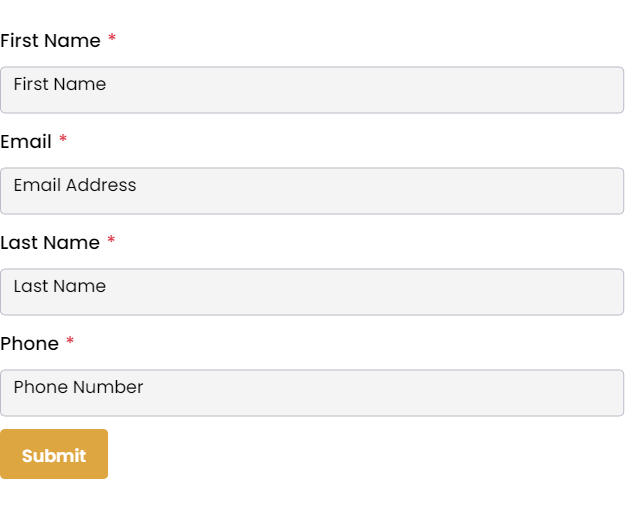 First Name *
First Name
Email *
Email Address
Last Name *
Last Name
Phone *
Phone Number
Submit